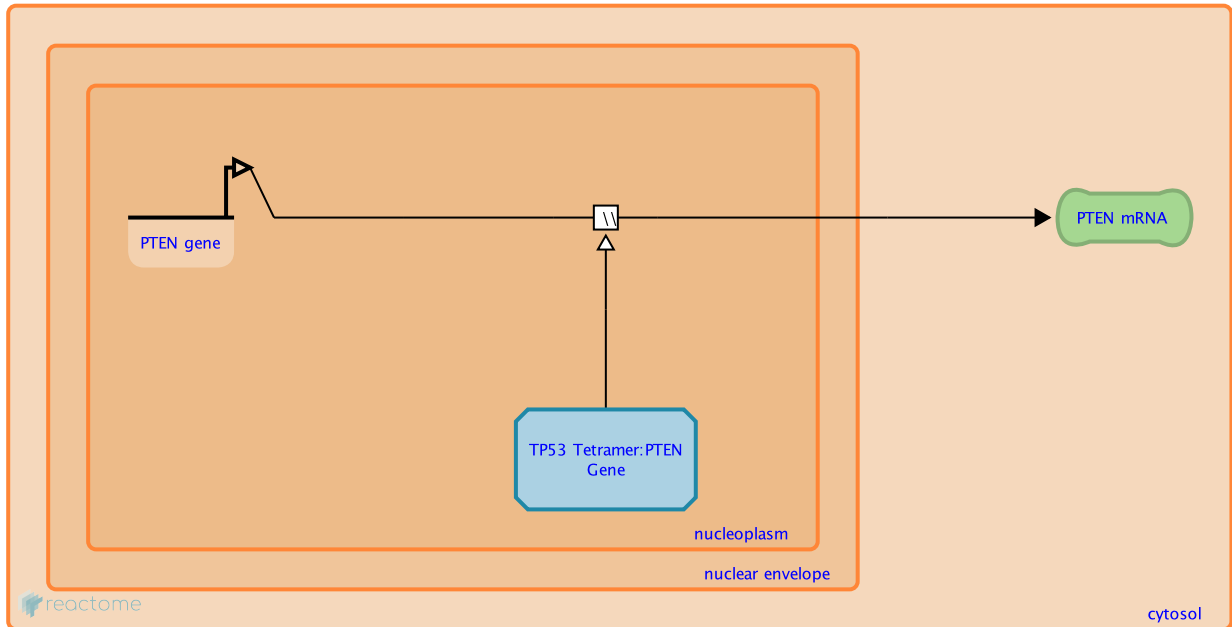 PTEN gene
\\
PTEN mRNA
TP53 Tetramer:PTEN
Gene
nucleoplasm
nuclear envelope
reactome
cytosol